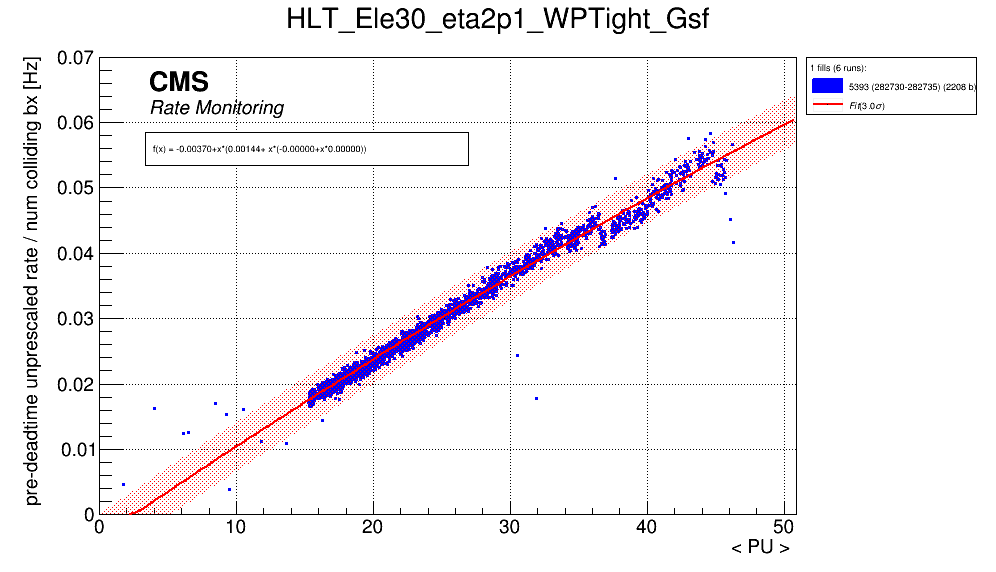 HLT_Ele30_eta2p1_WPTight_Gsf
pre-deadtime unprescaled rate / num colliding bx [Hz]
0.07
0.06
0.05
0.04
0.03
0.02
0.01
0
CMS
Rate Monitoring
f(x) = -0.00370+x*(0.00144+ x*(-0.00000+x*0.00000))
0 10 20 30 40 50
< PU >
1 fills (6 runs):
5393 (282730-282735) (2208 b)
Fit(3.0σ)